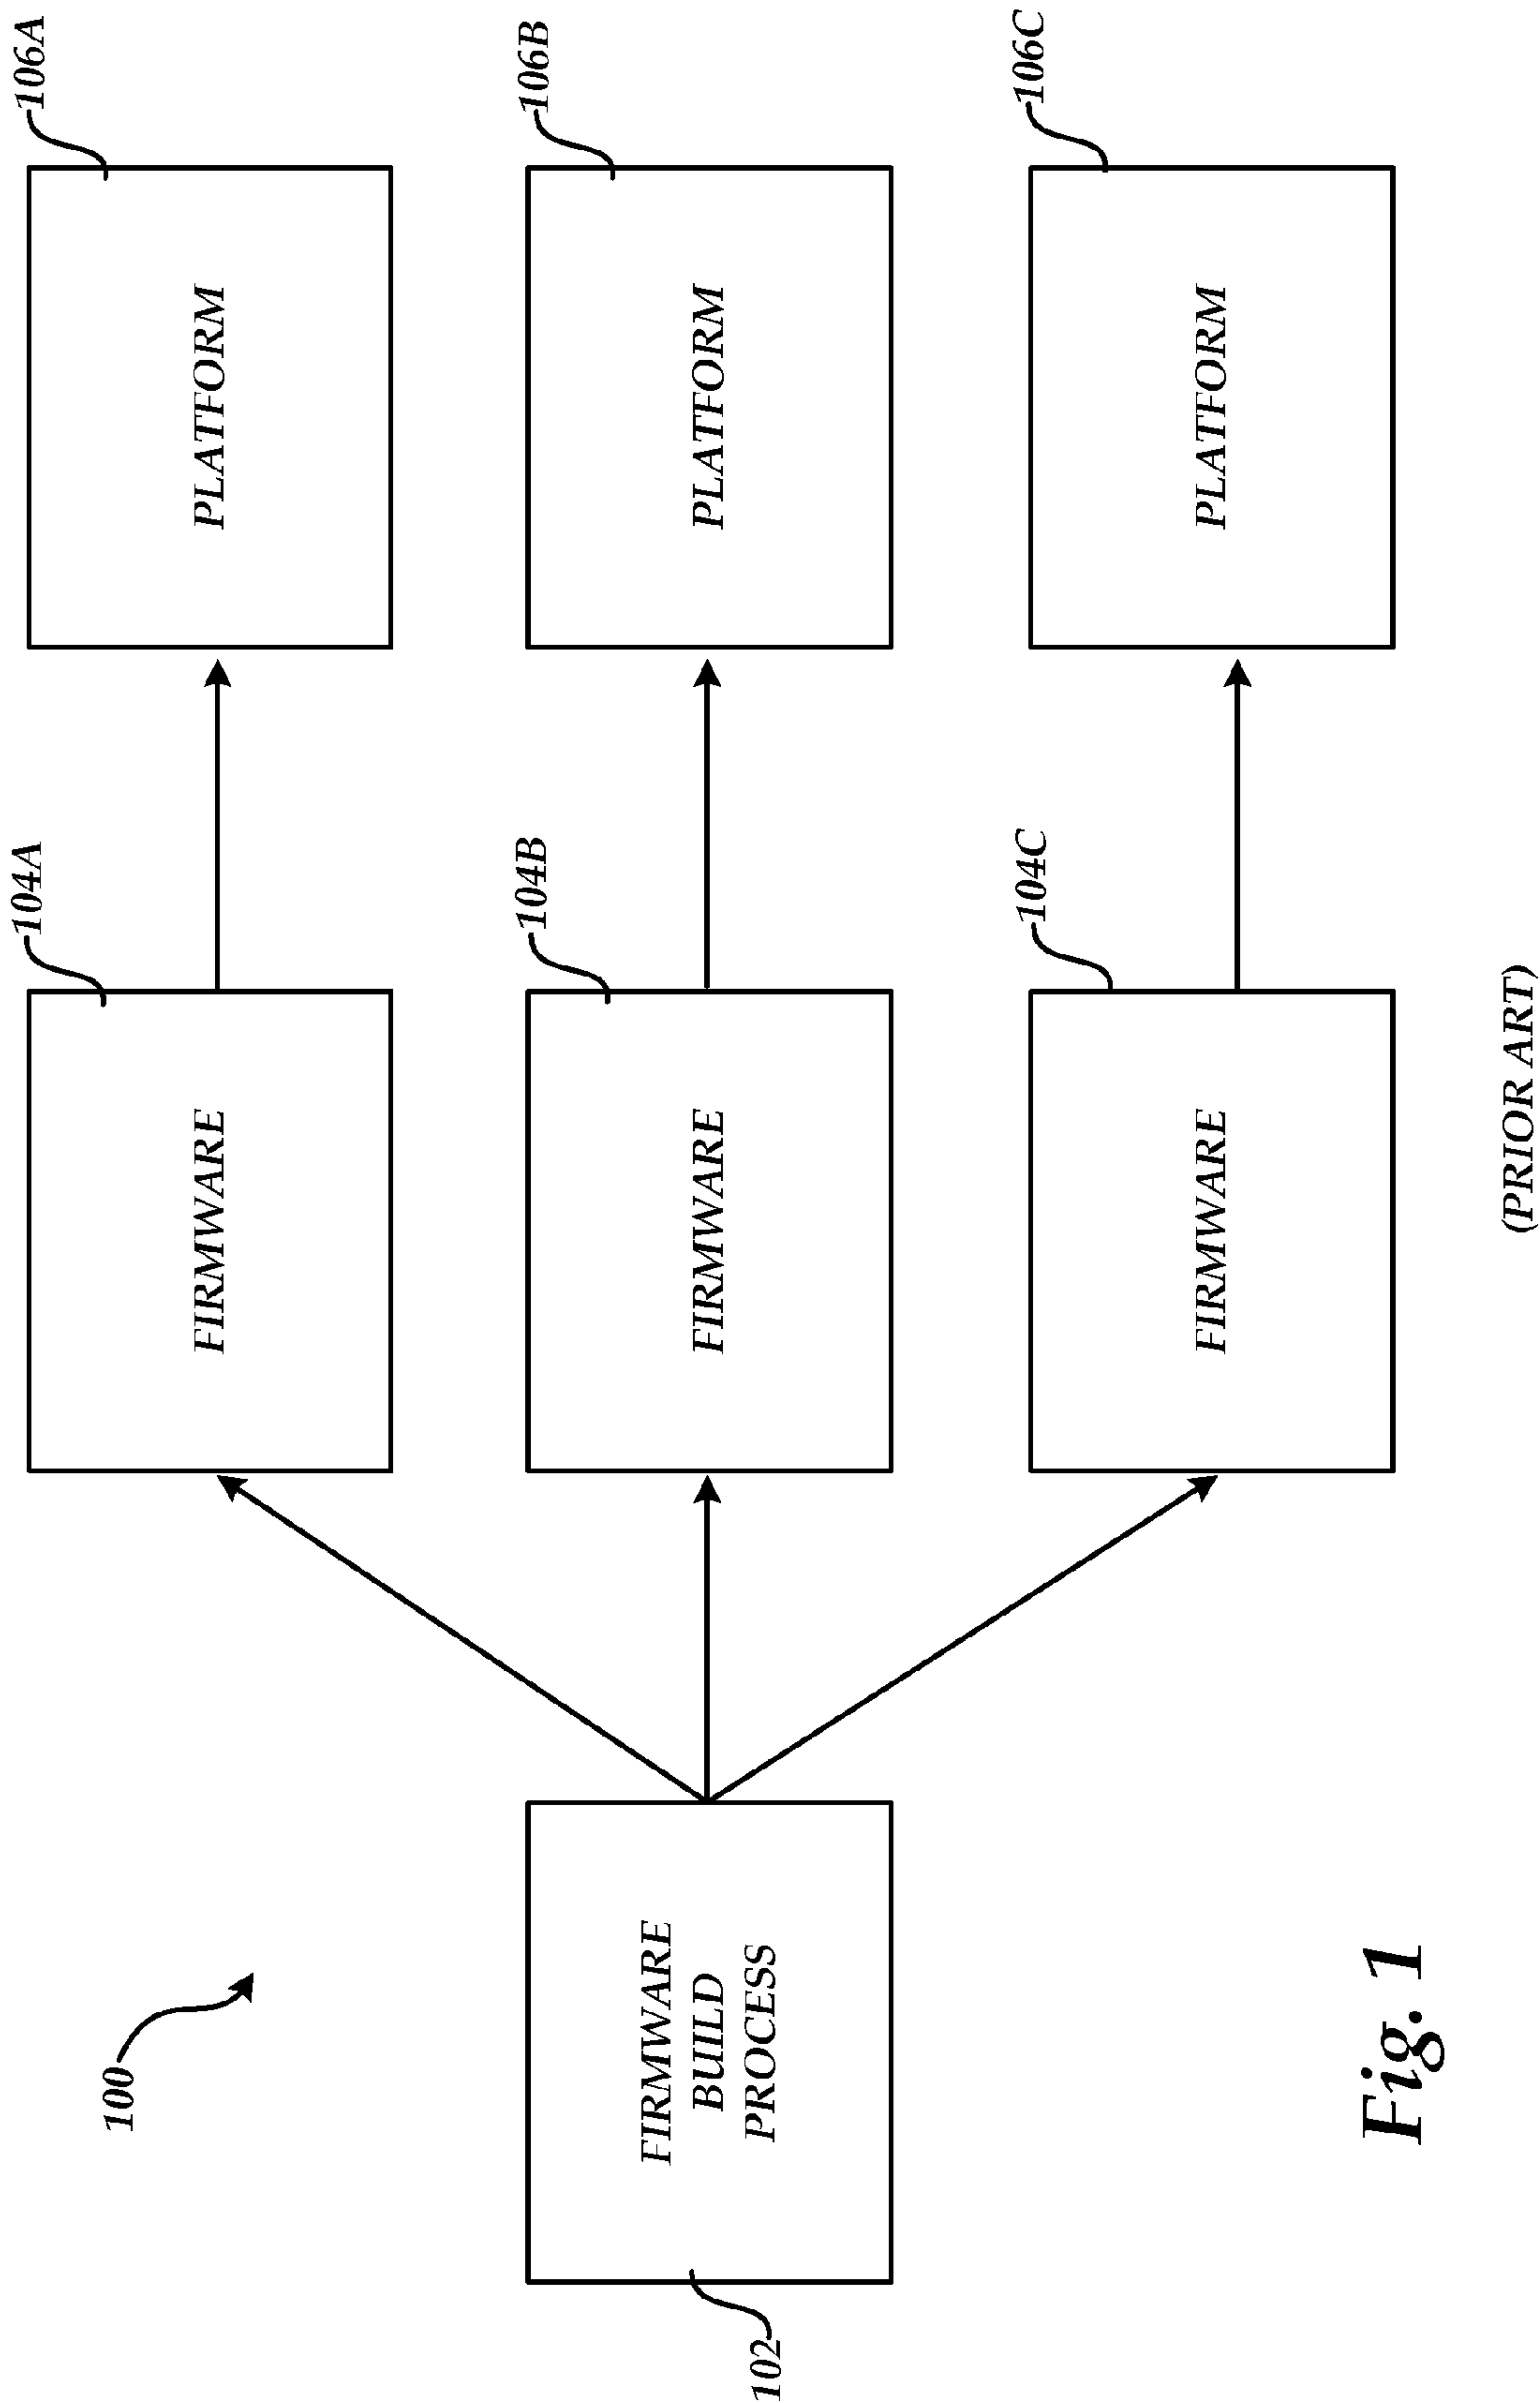 100
104A
106A
FIRMWARE
PLATFORM
104B
106B
102
FIRMWARE
BUILD
PROCESS
FIRMWARE
PLATFORM
104C
106C
FIRMWARE
PLATFORM
Fig. 1
(PRIOR ART)